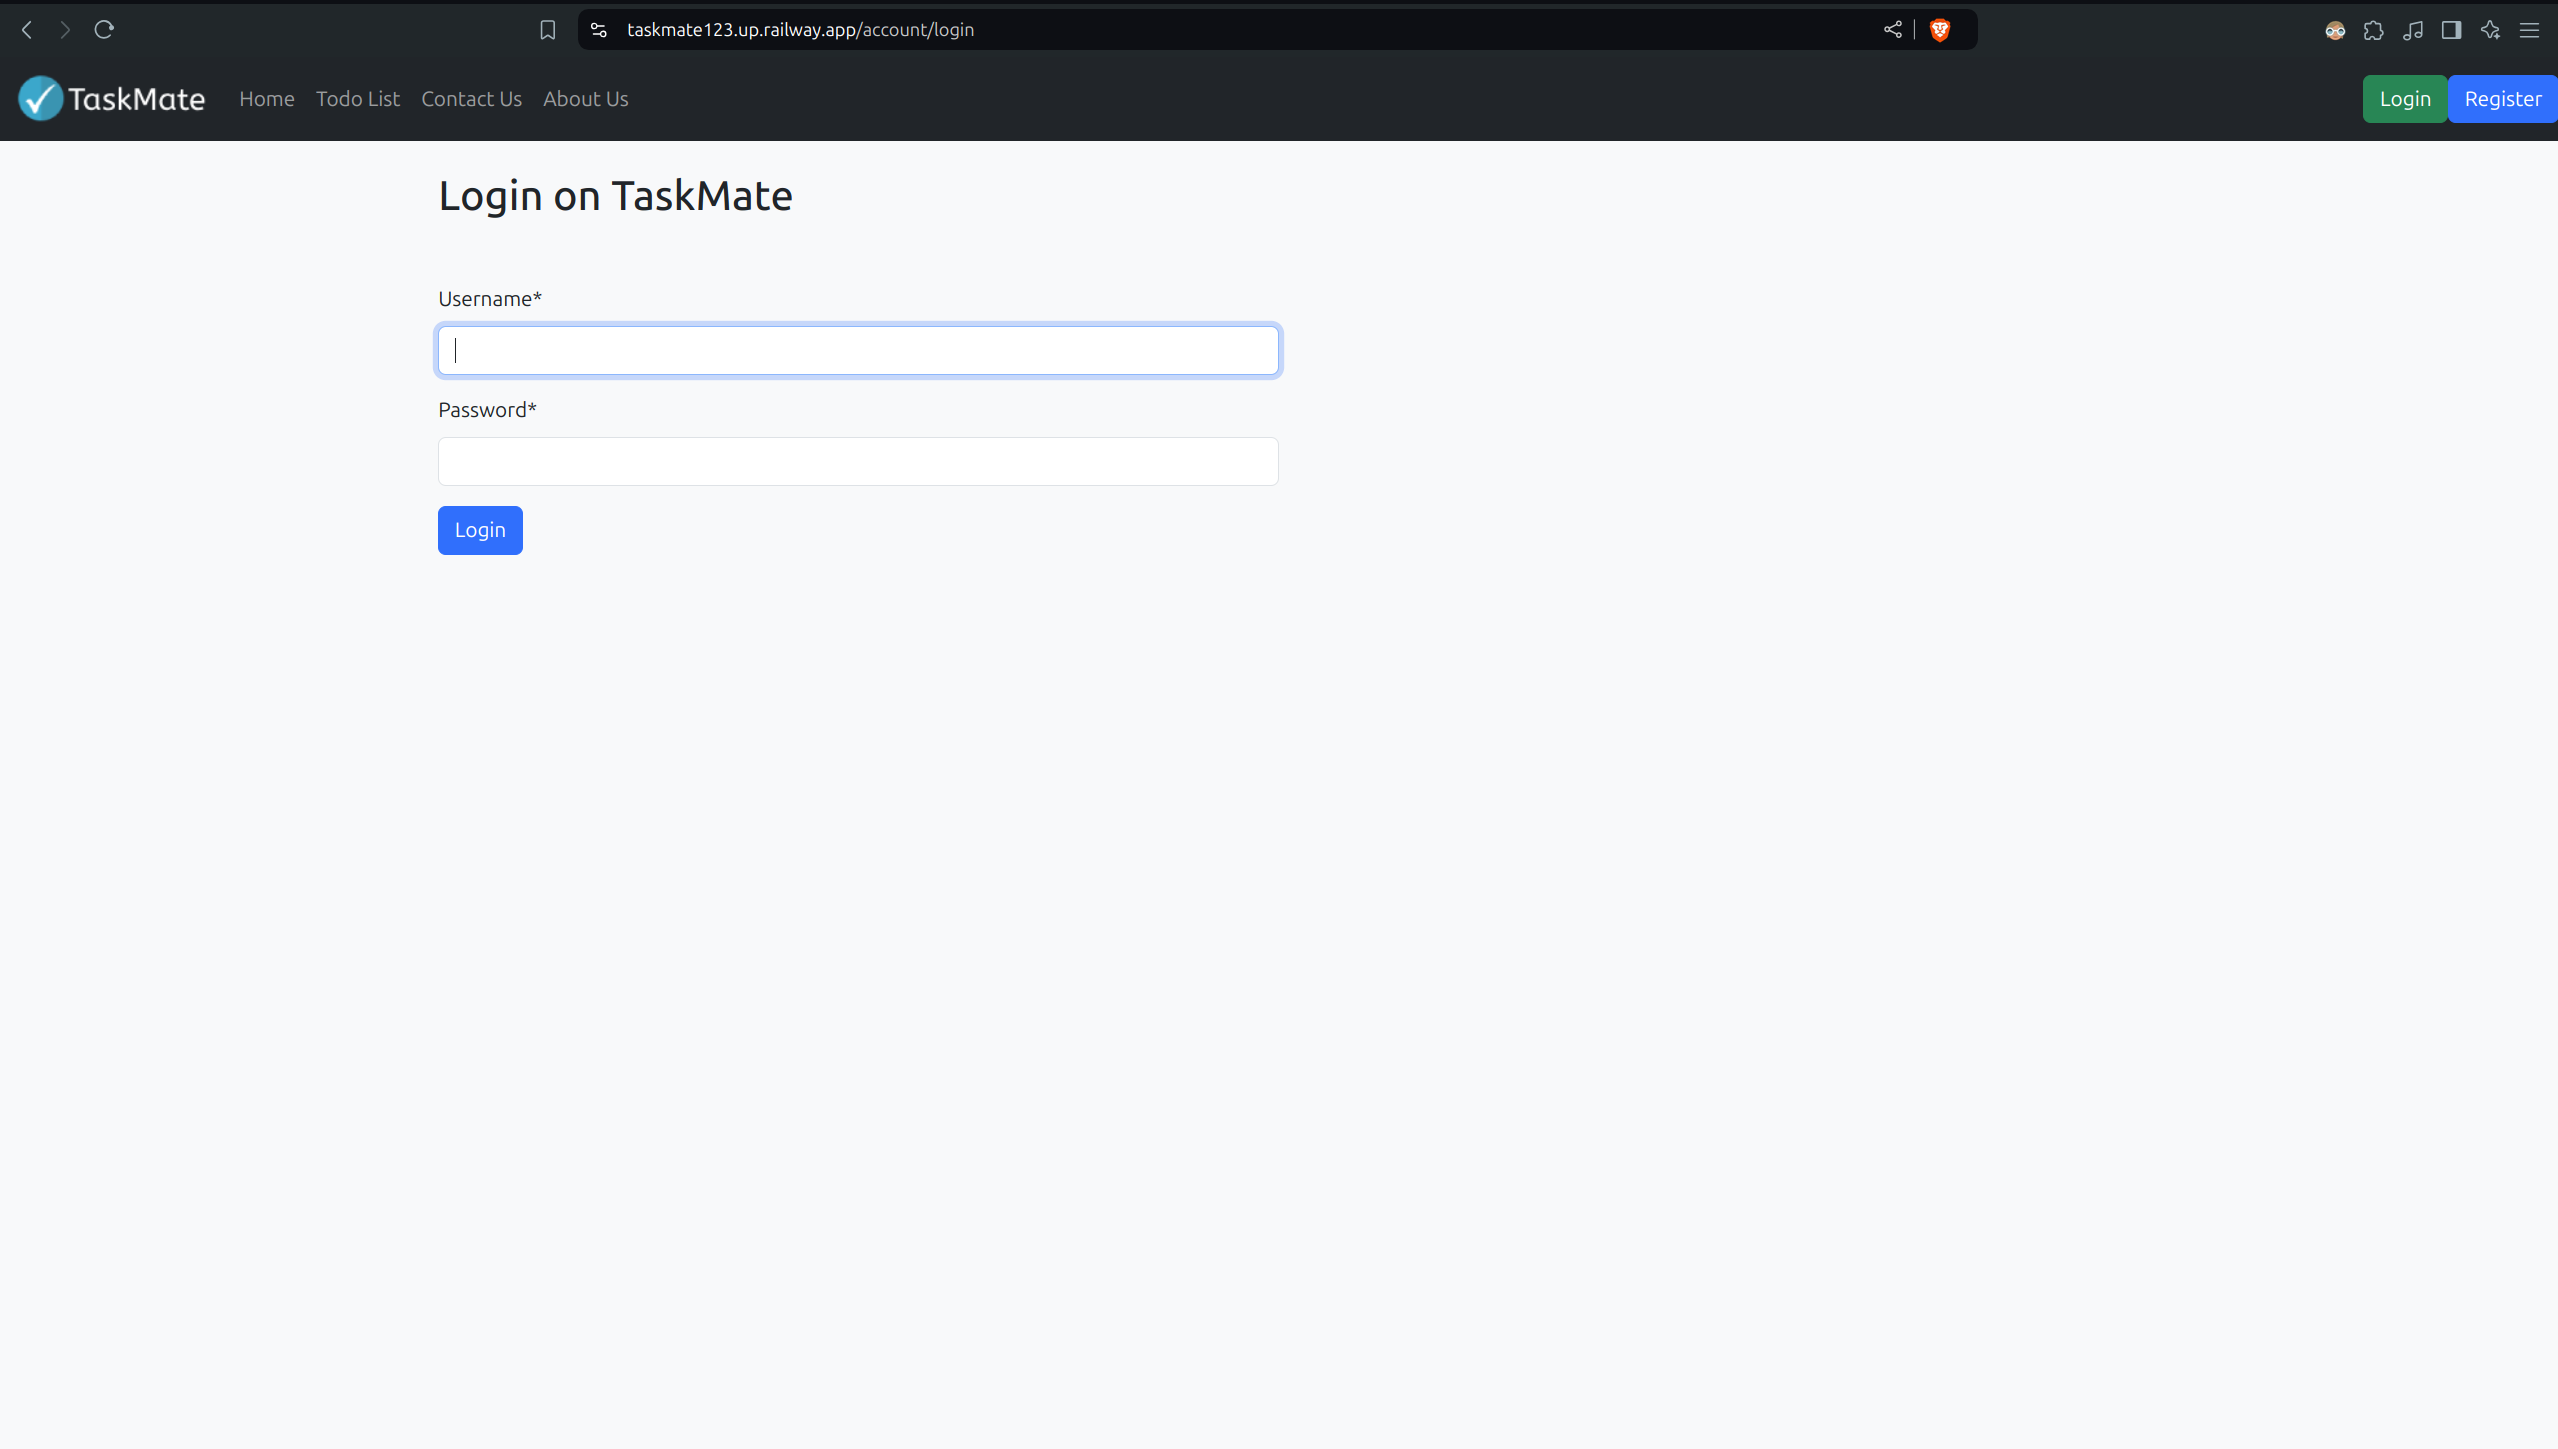 taskmate123.up.railway.app/account/login
TaskMate Home Todo List Contact Us About Us Login Register
Login on TaskMate
Username*
Password*
Login